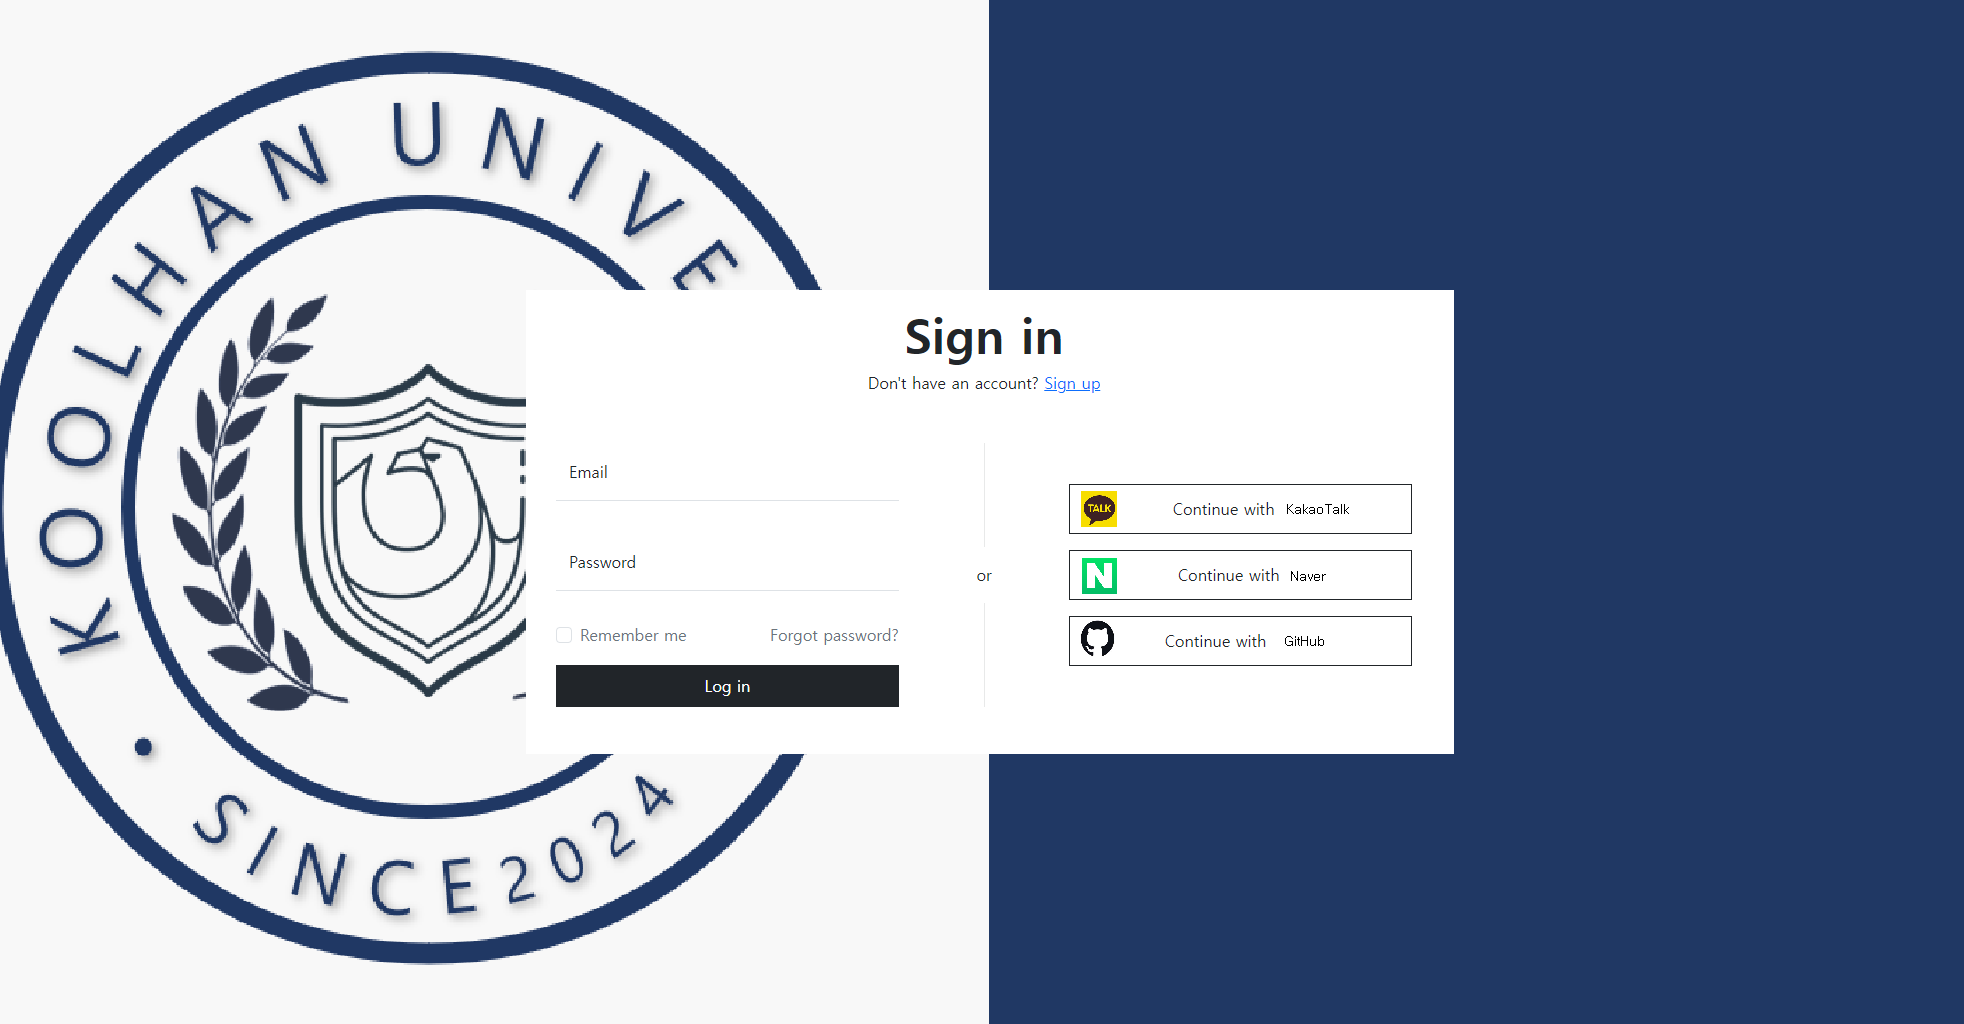 KOOLHAN UNIVE
Sign in
Don't have an account? Sign up
Email
Password
Remember me
Forgot password?
Log in
or
TALK
Continue with KakaoTalk
N
Continue with Naver
Continue with GitHub
• SINCE2024